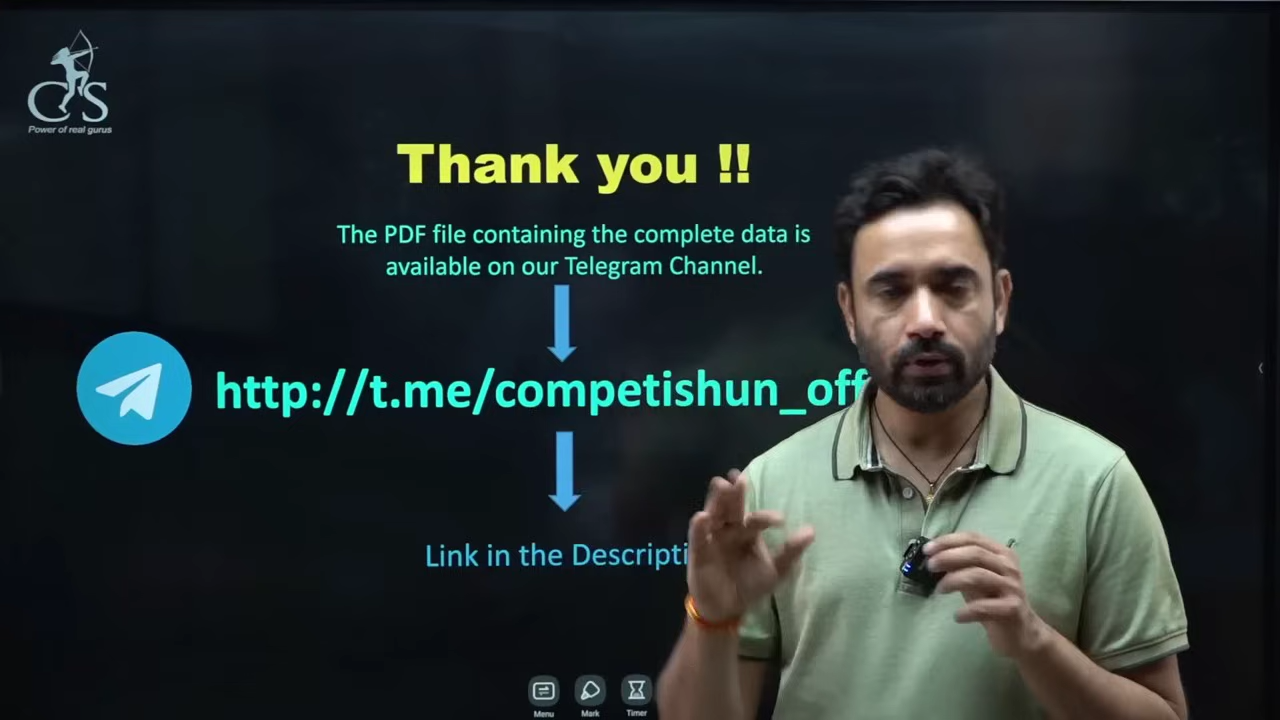 CS
Power of real gurus
Thank you !!
The PDF file containing the complete data is
available on our Telegram Channel.
http://t.me/competishun_off
Link in the Descripti
Menu
Mark
Timer